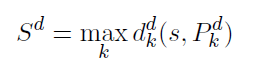 $S^d = \max_k d_k^d(s, P_k^d)$